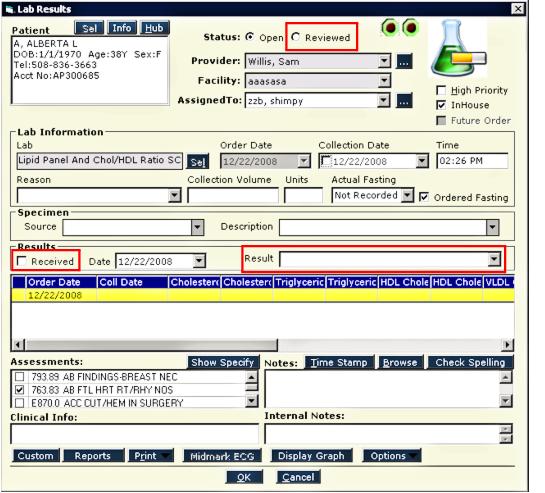 Lab Results
Patient Sel Info Hub
A, ALBERTA L
DOB:1/1/1970 Age:38Y Sex:F
Tel:508-836-3663
Acct No:AP300685
Status: Open Reviewed
Provider: Willis, Sam ...
Facility: aaasasa
AssignedTo: zzb, shimpy ...
High Priority
InHouse
Future Order
Lab Information
Lab Order Date Collection Date Time
Lipid Panel And Chol/HDL Ratio SC Sel 12/22/2008 12/22/2008 02:26 PM
Reason Collection Volume Units Actual Fasting
Not Recorded Ordered Fasting
Specimen
Source Description
Results
Received Date 12/22/2008 Result
Order Date Coll Date Cholestero Cholestero Triglyceric Triglyceric HDL Chole HDL Chole VLDL
12/22/2008
Assessments: Show Specify Notes: Time Stamp Browse Check Spelling
793.89 AB FINDINGS-BREAST NEC
763.83 AB FTL HRT RT/RHY NOS
E870.0 ACC CUT/HEM IN SURGERY
Clinical Info: Internal Notes:
Custom Reports Print Midmark ECG Display Graph Options
OK Cancel